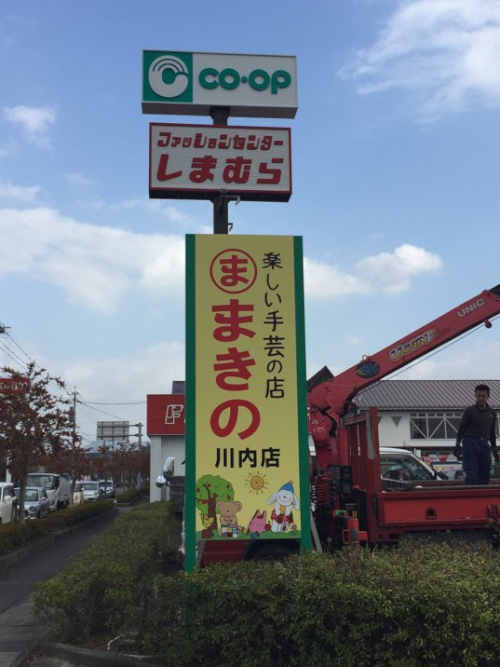 co・op
ファッションセンター
しまむら
楽しい手芸の店
ま
まきの
川内店
UNIC